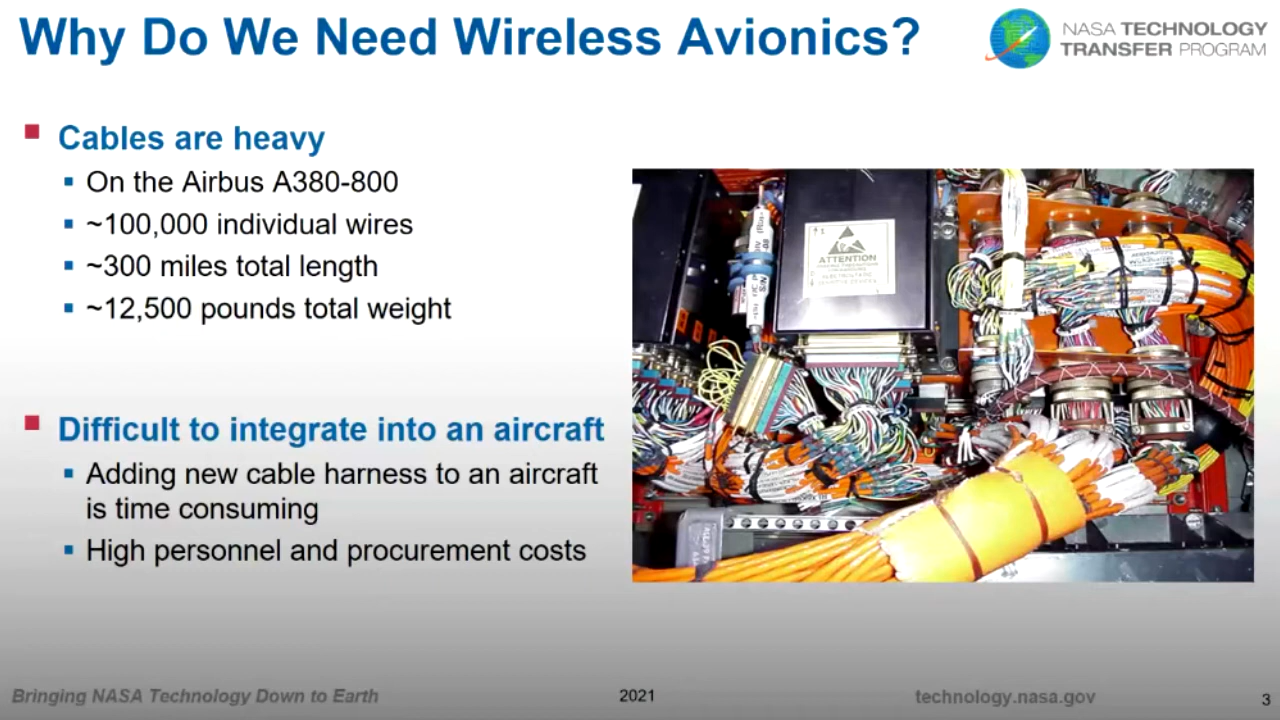 Why Do We Need Wireless Avionics?
NASA TECHNOLOGY
TRANSFER PROGRAM
Cables are heavy
On the Airbus A380-800
~100,000 individual wires
~300 miles total length
~12,500 pounds total weight
Difficult to integrate into an aircraft
Adding new cable harness to an aircraft
is time consuming
High personnel and procurement costs
ATTENTION
Bringing NASA Technology Down to Earth
2021
technology.nasa.gov
3